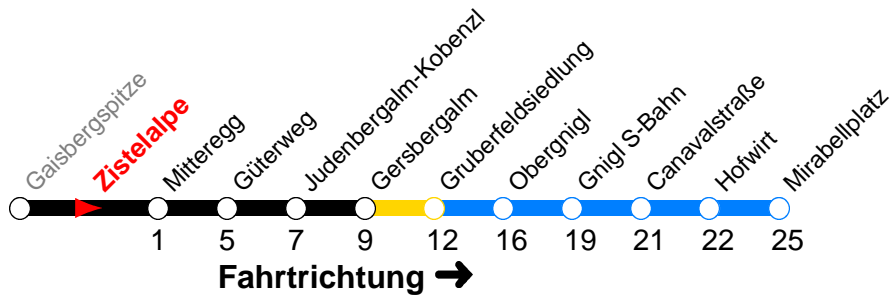 Gaisbergspitze
Zistelalpe
Mitteregg
Güterweg
Judenbergalm-Kobenzl
Gersbergalm
Gruberfeldsiedlung
Obergnigl
Gnigl S-Bahn
Canavalstraße
Hofwirt
Mirabellplatz
1 5 7 9 12 16 19 21 22 25
Fahrtrichtung ➔